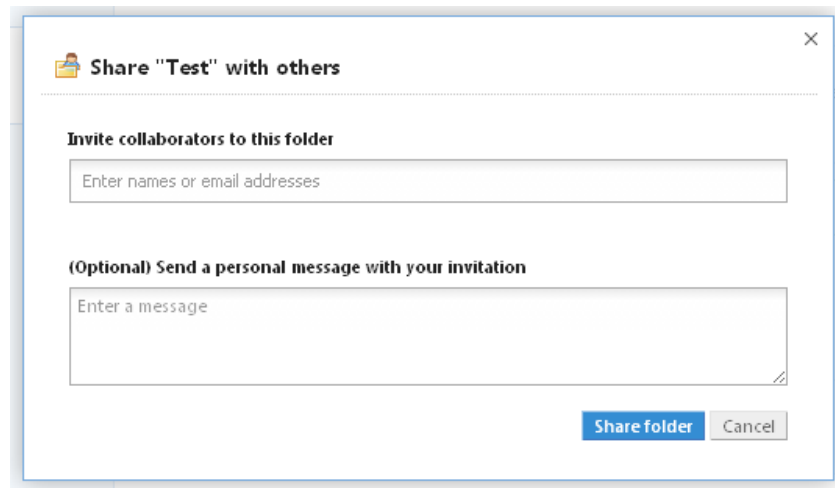 Share "Test" with others
Invite collaborators to this folder
Enter names or email addresses
(Optional) Send a personal message with your invitation
Enter a message
Share folder Cancel